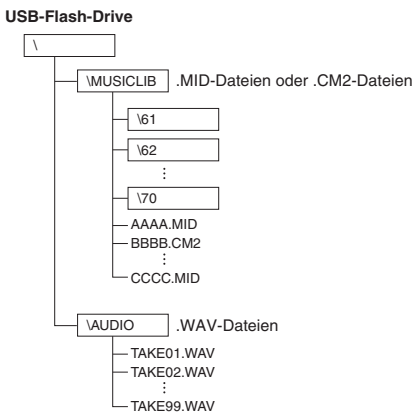 USB-Flash-Drive
\
\MUSICLIB .MID-Dateien oder .CM2-Dateien
\61
\62
⋮
\70
AAAA.MID
BBBB.CM2
⋮
CCCC.MID
\AUDIO .WAV-Dateien
TAKE01.WAV
TAKE02.WAV
⋮
TAKE99.WAV